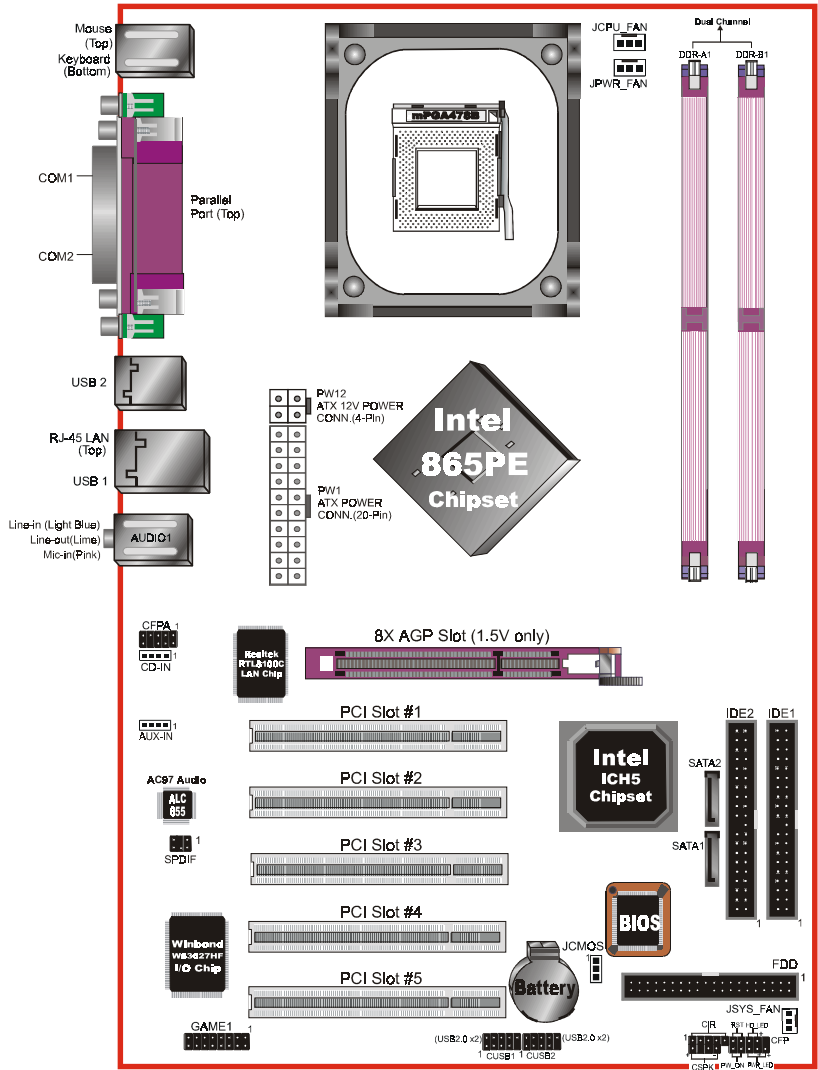 Mouse
(Top)
Keyboard
(Bottom)
COM1
COM2
Parallel
Port (Top)
mPGA478B
JCPU_FAN
JPWR_FAN
Dual Channel
DDR-A1
DDR-B1
USB 2
RJ-45 LAN
(Top)
USB 1
Line-in (Light Blue)
Line-out(Lime)
Mic-in(Pink)
AUDIO1
PW12
ATX 12V POWER
CONN.(4-Pin)
PW1
ATX POWER
CONN.(20-Pin)
Intel
865PE
Chipset
CFPA 1
1
CD-IN
Realtek
RTL8100C
LAN Chip
8X AGP Slot (1.5V only)
1
AUX-IN
PCI Slot #1
AC97 Audio
ALC
655
PCI Slot #2
1
SPDIF
PCI Slot #3
Intel
ICH5
Chipset
SATA2
SATA1
IDE2
IDE1
1
1
Winbond
W83627HF
I/O Chip
PCI Slot #4
PCI Slot #5
BIOS
JCMOS
1
Battery
FDD
1
JSYS_FAN
1
GAME1 1
(USB2.0 x2)
1
CUSB1
1
CUSB2
(USB2.0 x2)
CIR
RST
HD_LED
CFP
CSPK
PW_ON
PWR_LED